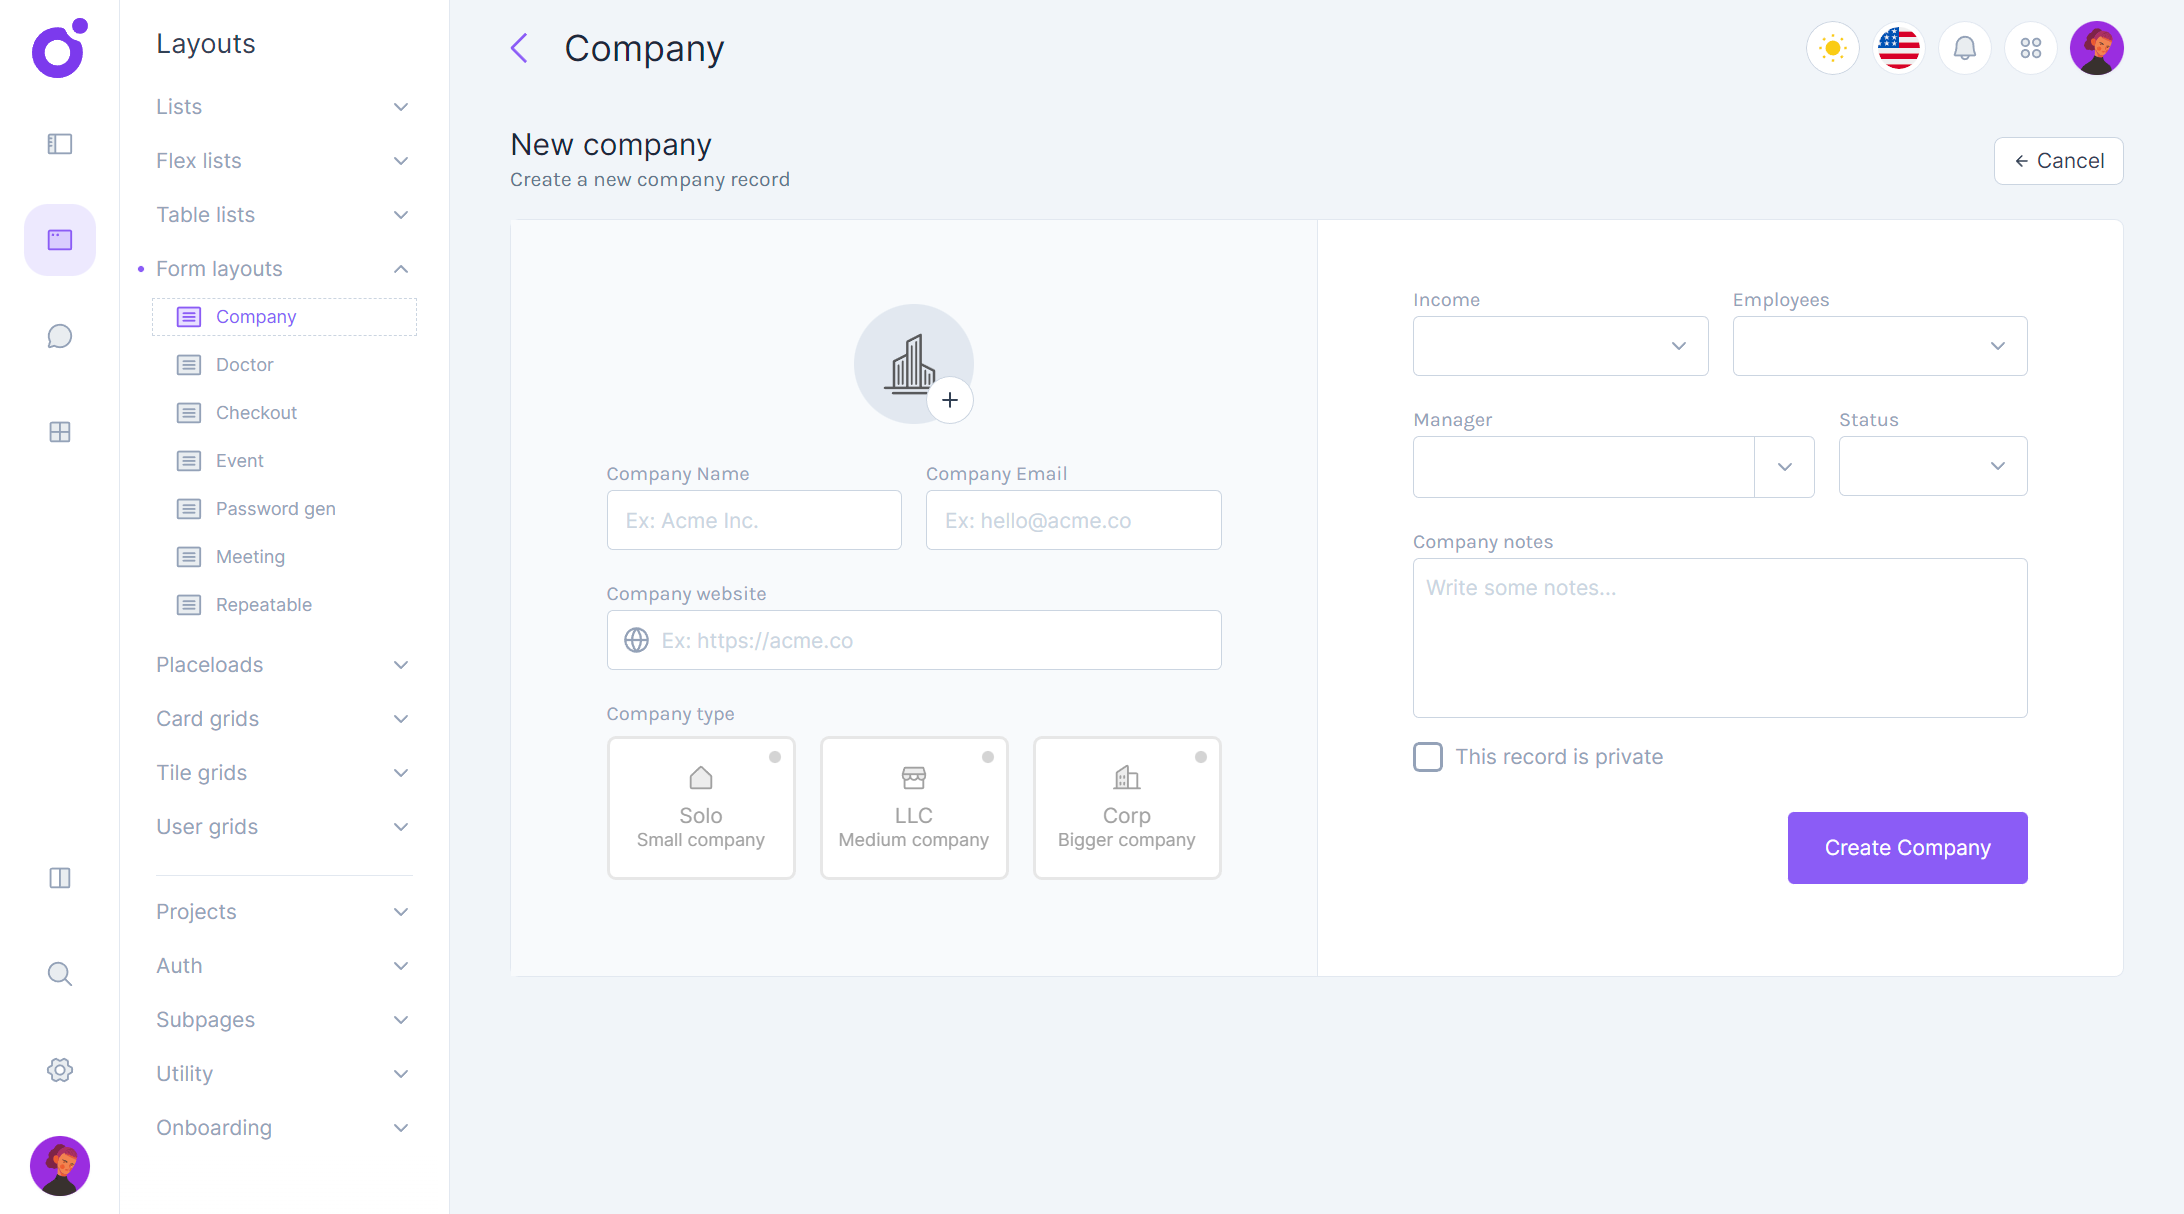 Layouts
Lists
Flex lists
Table lists
Form layouts
Company
Doctor
Checkout
Event
Password gen
Meeting
Repeatable
Placeloads
Card grids
Tile grids
User grids
Projects
Auth
Subpages
Utility
Onboarding
Company
New company
Create a new company record
Cancel
Company Name
Company Email
Ex: Acme Inc.
Ex: hello@acme.co
Company website
Ex: https://acme.co
Company type
Solo
Small company
LLC
Medium company
Corp
Bigger company
Income
Employees
Manager
Status
Company notes
Write some notes...
This record is private
Create Company